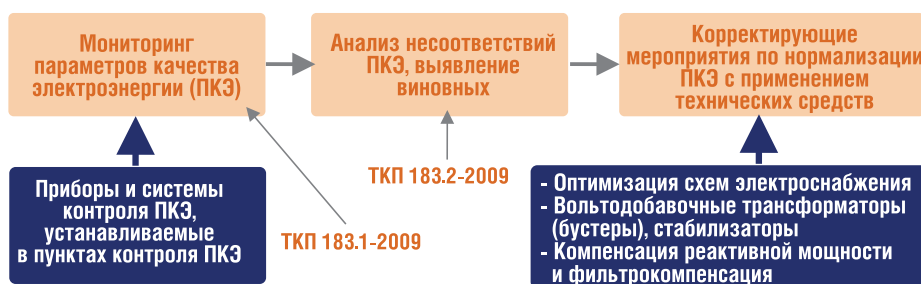 Мониторинг
параметров качества
электроэнергии (ПКЭ)
Анализ несоответствий
ПКЭ, выявление
виновных
Корректирующие
мероприятия по нормализации
ПКЭ с применением
технических средств
Приборы и системы
контроля ПКЭ,
устанавливаемые
в пунктах контроля ПКЭ
ТКП 183.1-2009
ТКП 183.2-2009
- Оптимизация схем электроснабжения
- Вольтодобавочные трансформаторы
(бустеры), стабилизаторы
- Компенсация реактивной мощности
и фильтрокомпенсация